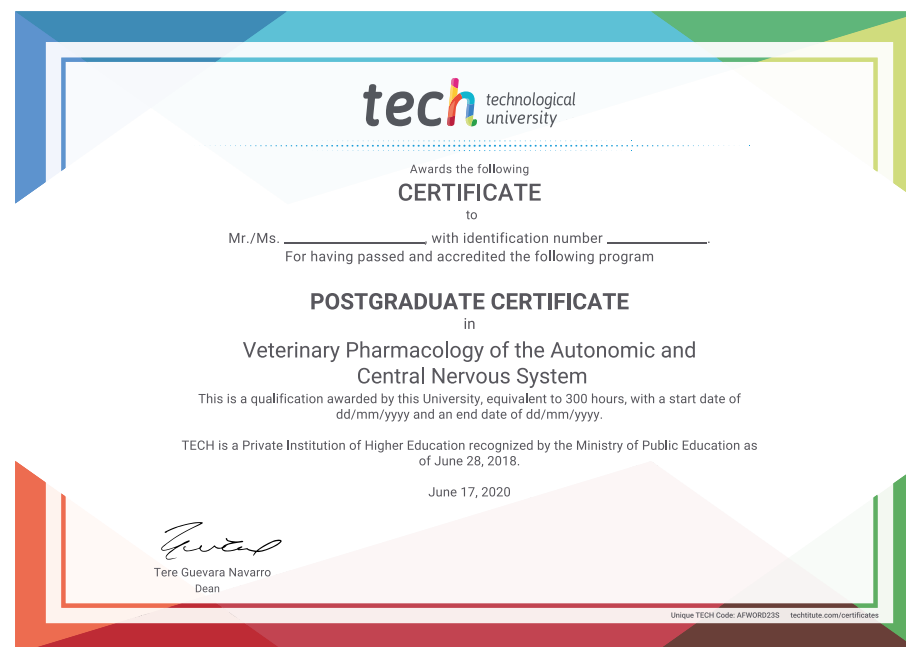 tech technological
university
Awards the following
CERTIFICATE
to
Mr./Ms. ____________________, with identification number ______________.
For having passed and accredited the following program
POSTGRADUATE CERTIFICATE
in
Veterinary Pharmacology of the Autonomic and
Central Nervous System
This is a qualification awarded by this University, equivalent to 300 hours, with a start date of
dd/mm/yyyy and an end date of dd/mm/yyyy.
TECH is a Private Institution of Higher Education recognized by the Ministry of Public Education as
of June 28, 2018.
June 17, 2020
Tere Guevara Navarro
Dean
Unique TECH Code: AFWORD23S techtitute.com/certificates